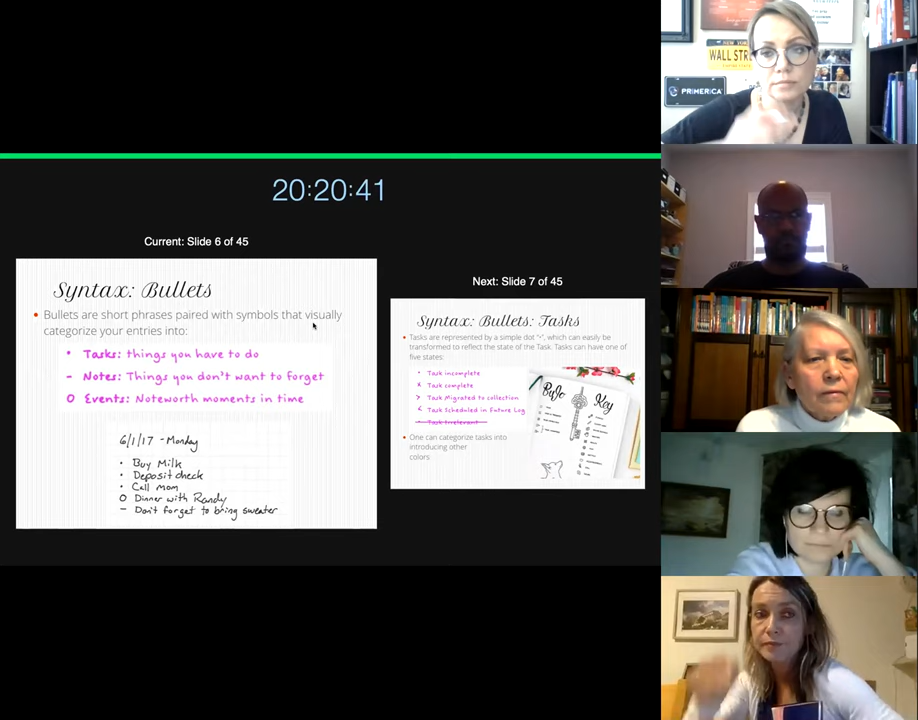 20:20:41
Current: Slide 6 of 45
Syntax: Bullets
• Bullets are short phrases paired with symbols that visually
categorize your entries into:
• Tasks: things you have to do
– Notes: Things you don't want to forget
O Events: Noteworth moments in time
6/1/17 - Monday
• Buy Milk
• Deposit check
• Call Mom
O Dinner with Randy
– Don't forget to bring sweater
Next: Slide 7 of 45
Syntax: Bullets: Tasks
• Tasks are represented by a simple dot "•", which can easily be
transformed to reflect the state of the Task. Tasks can have one of
five states:
• Task incomplete
x Task complete
> Task Migrated to collection
< Task Scheduled in Future Log
– Task Irrelevant
• One can categorize tasks into
introducing other
colors
BuJo Key
WALL STR
PRIMERICA